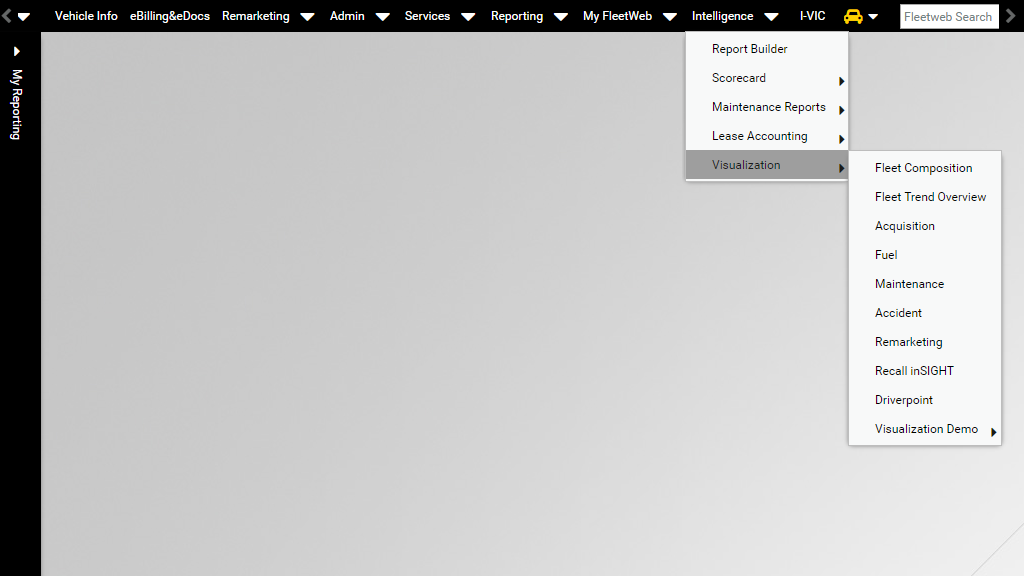 Vehicle Info eBilling&eDocs Remarketing Admin Services Reporting My FleetWeb Intelligence I-VIC Fleetweb Search
My Reporting
Report Builder
Scorecard
Maintenance Reports
Lease Accounting
Visualization
Fleet Composition
Fleet Trend Overview
Acquisition
Fuel
Maintenance
Accident
Remarketing
Recall inSIGHT
Driverpoint
Visualization Demo